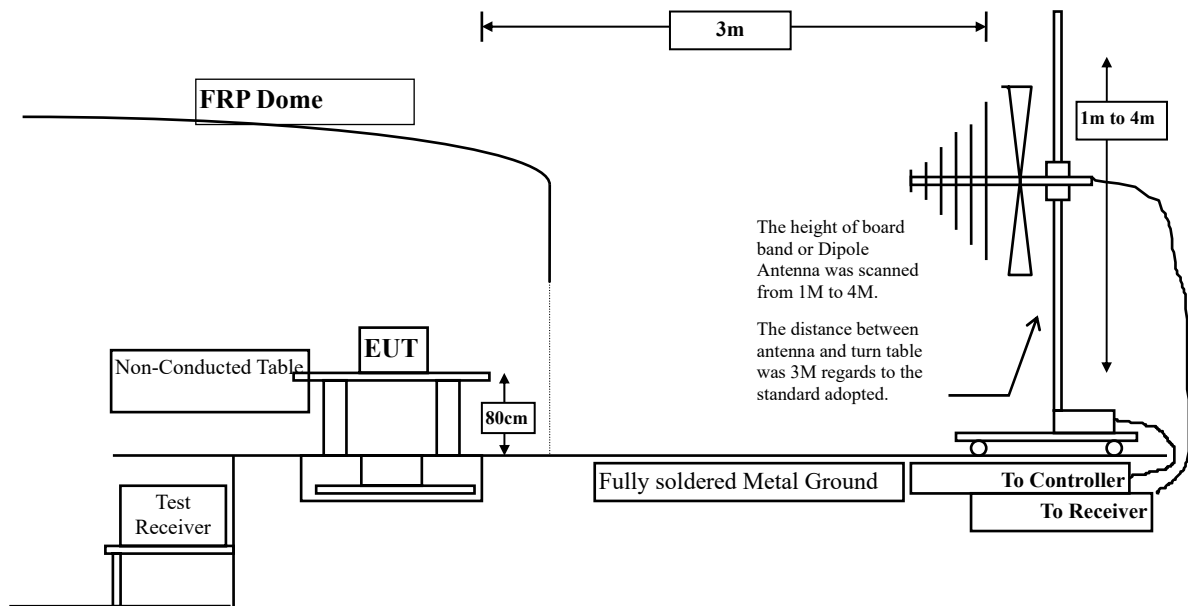 3m
FRP Dome
1m to 4m
The height of board
band or Dipole
Antenna was scanned
from 1M to 4M.
The distance between
antenna and turn table
was 3M regards to the
standard adopted.
EUT
Non-Conducted Table
80cm
Fully soldered Metal Ground
To Controller
To Receiver
Test
Receiver